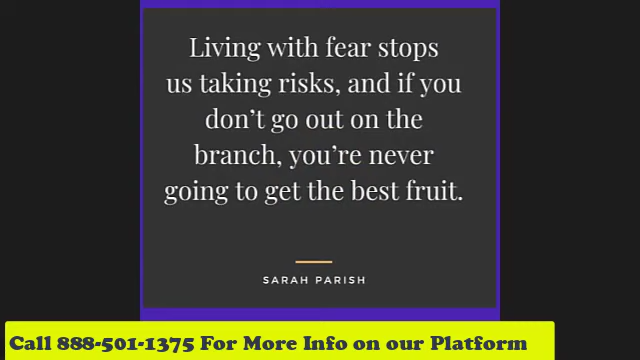 Living with fear stops
us taking risks, and if you
don’t go out on the
branch, you’re never
going to get the best fruit.
SARAH PARISH
Call 888-501-1375 For More Info on our Platform